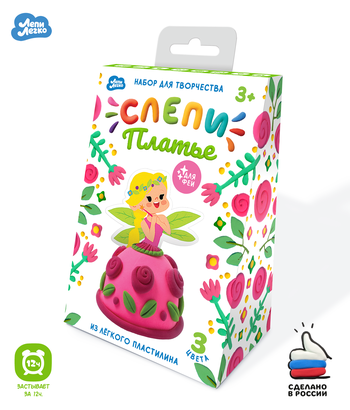 Лепи
Легко
Лепи
Легко
НАБОР ДЛЯ ТВОРЧЕСТВА
3+
СЛЕПИ
Платье
ДЛЯ
ФЕИ
ИЗ ЛЁГКОГО ПЛАСТИЛИНА
3
ЦВЕТА
12ч
ЗАСТЫВАЕТ
ЗА 12ч
СДЕЛАНО
В РОССИИ